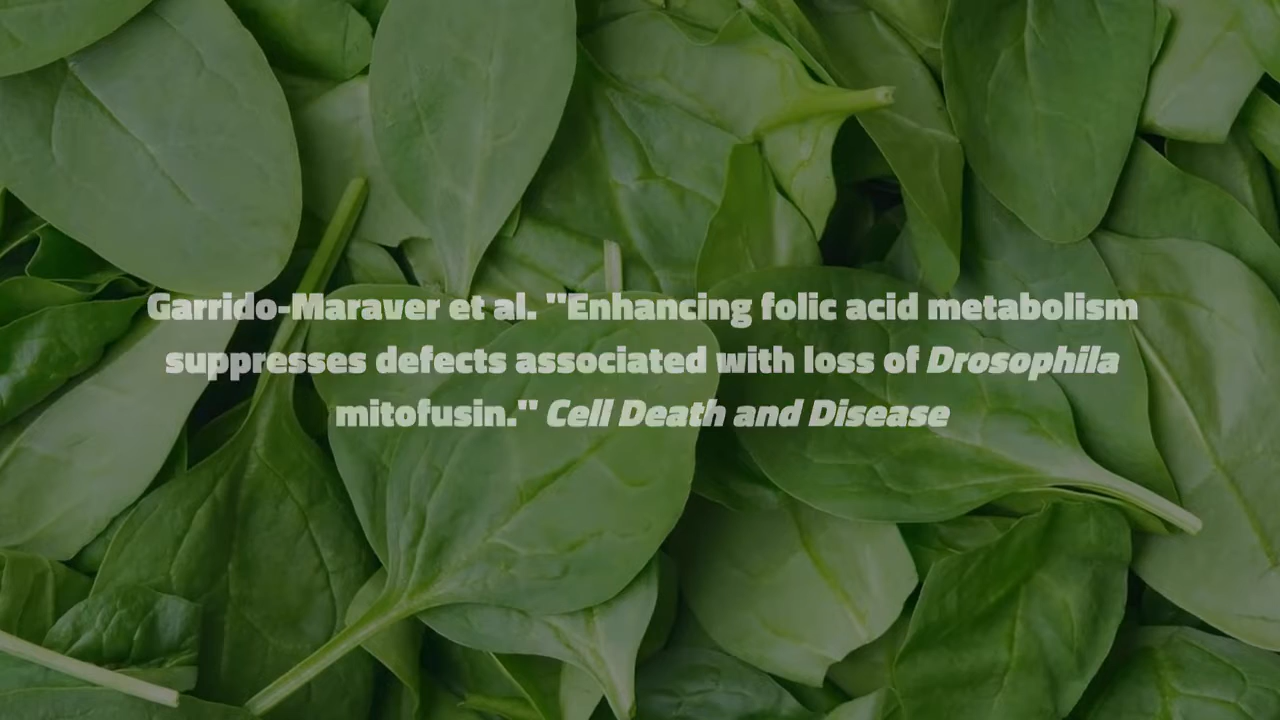 Garrido-Maraver et al. "Enhancing folic acid metabolism
suppresses defects associated with loss of Drosophila
mitofusin." Cell Death and Disease